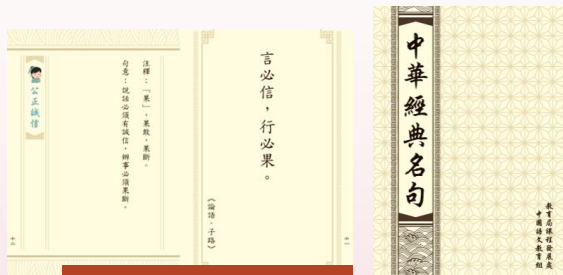 言必信，行必果。
《論語·子路》
注釋：「果」，果敢，果斷。
句意：說話必須有誠信，辦事必須果斷。
公正誠信
中華經典名句
教育局課程發展處
中國語文教育組